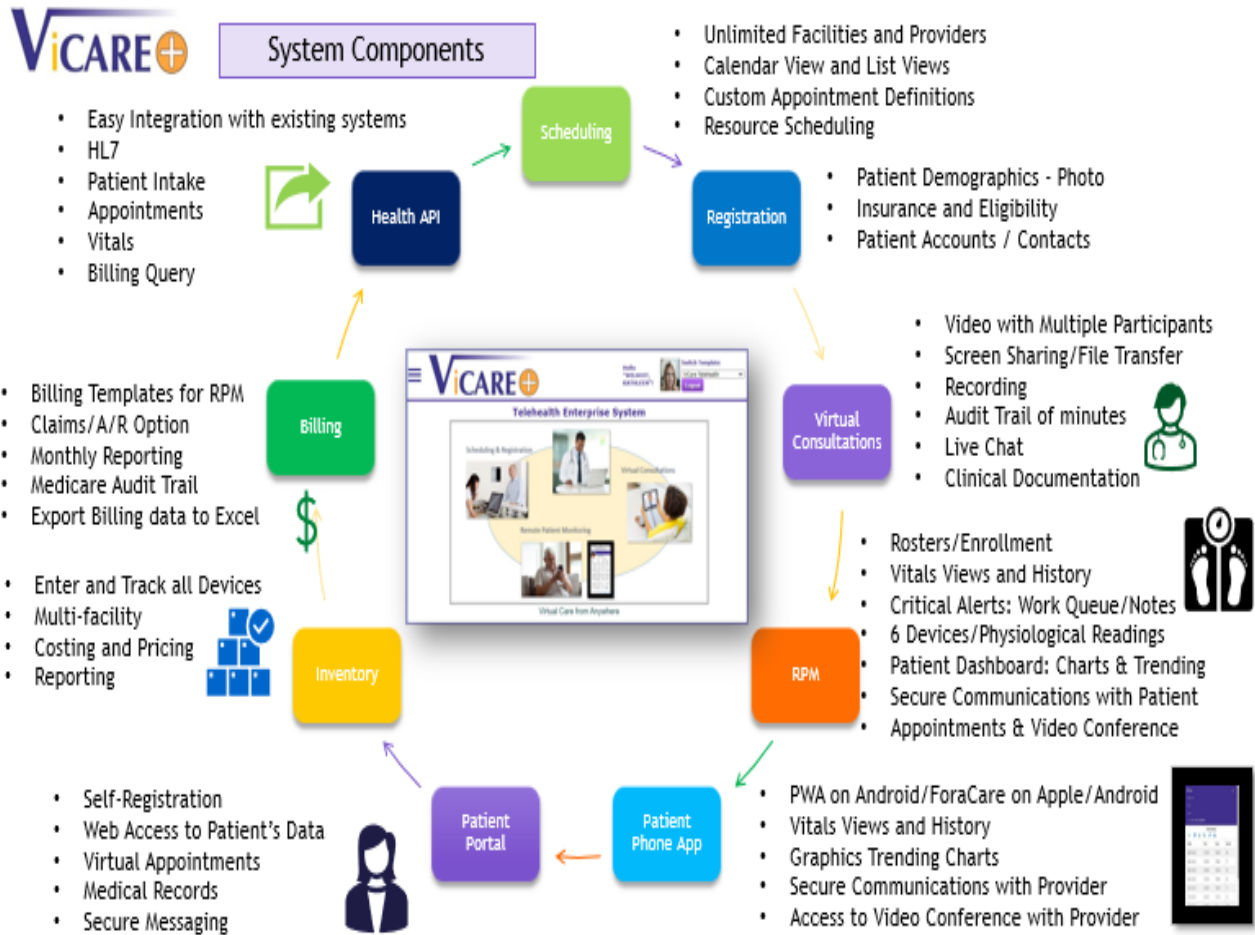 ViCARE+
System Components
• Unlimited Facilities and Providers
• Calendar View and List Views
• Custom Appointment Definitions
• Resource Scheduling
Scheduling
• Easy Integration with existing systems
• HL7
• Patient Intake
• Appointments
• Vitals
• Billing Query
Health API
Registration
• Patient Demographics - Photo
• Insurance and Eligibility
• Patient Accounts / Contacts
• Video with Multiple Participants
• Screen Sharing/File Transfer
• Recording
• Audit Trail of minutes
• Live Chat
• Clinical Documentation
Virtual
Consultations
• Billing Templates for RPM
• Claims/A/R Option
• Monthly Reporting
• Medicare Audit Trail
• Export Billing data to Excel
Billing
$
ViCARE+
Hello
Telehealth Enterprise System
Scheduling & Registration
Virtual Consultations
Remote Patient Monitoring
Virtual Care from Anywhere
• Rosters/Enrollment
• Vitals Views and History
• Critical Alerts: Work Queue/Notes
• 6 Devices/Physiological Readings
• Patient Dashboard: Charts & Trending
• Secure Communications with Patient
• Appointments & Video Conference
RPM
• Enter and Track all Devices
• Multi-facility
• Costing and Pricing
• Reporting
Inventory
• Self-Registration
• Web Access to Patient's Data
• Virtual Appointments
• Medical Records
• Secure Messaging
Patient
Portal
Patient
Phone App
• PWA on Android/ForaCare on Apple/Android
• Vitals Views and History
• Graphics Trending Charts
• Secure Communications with Provider
• Access to Video Conference with Provider